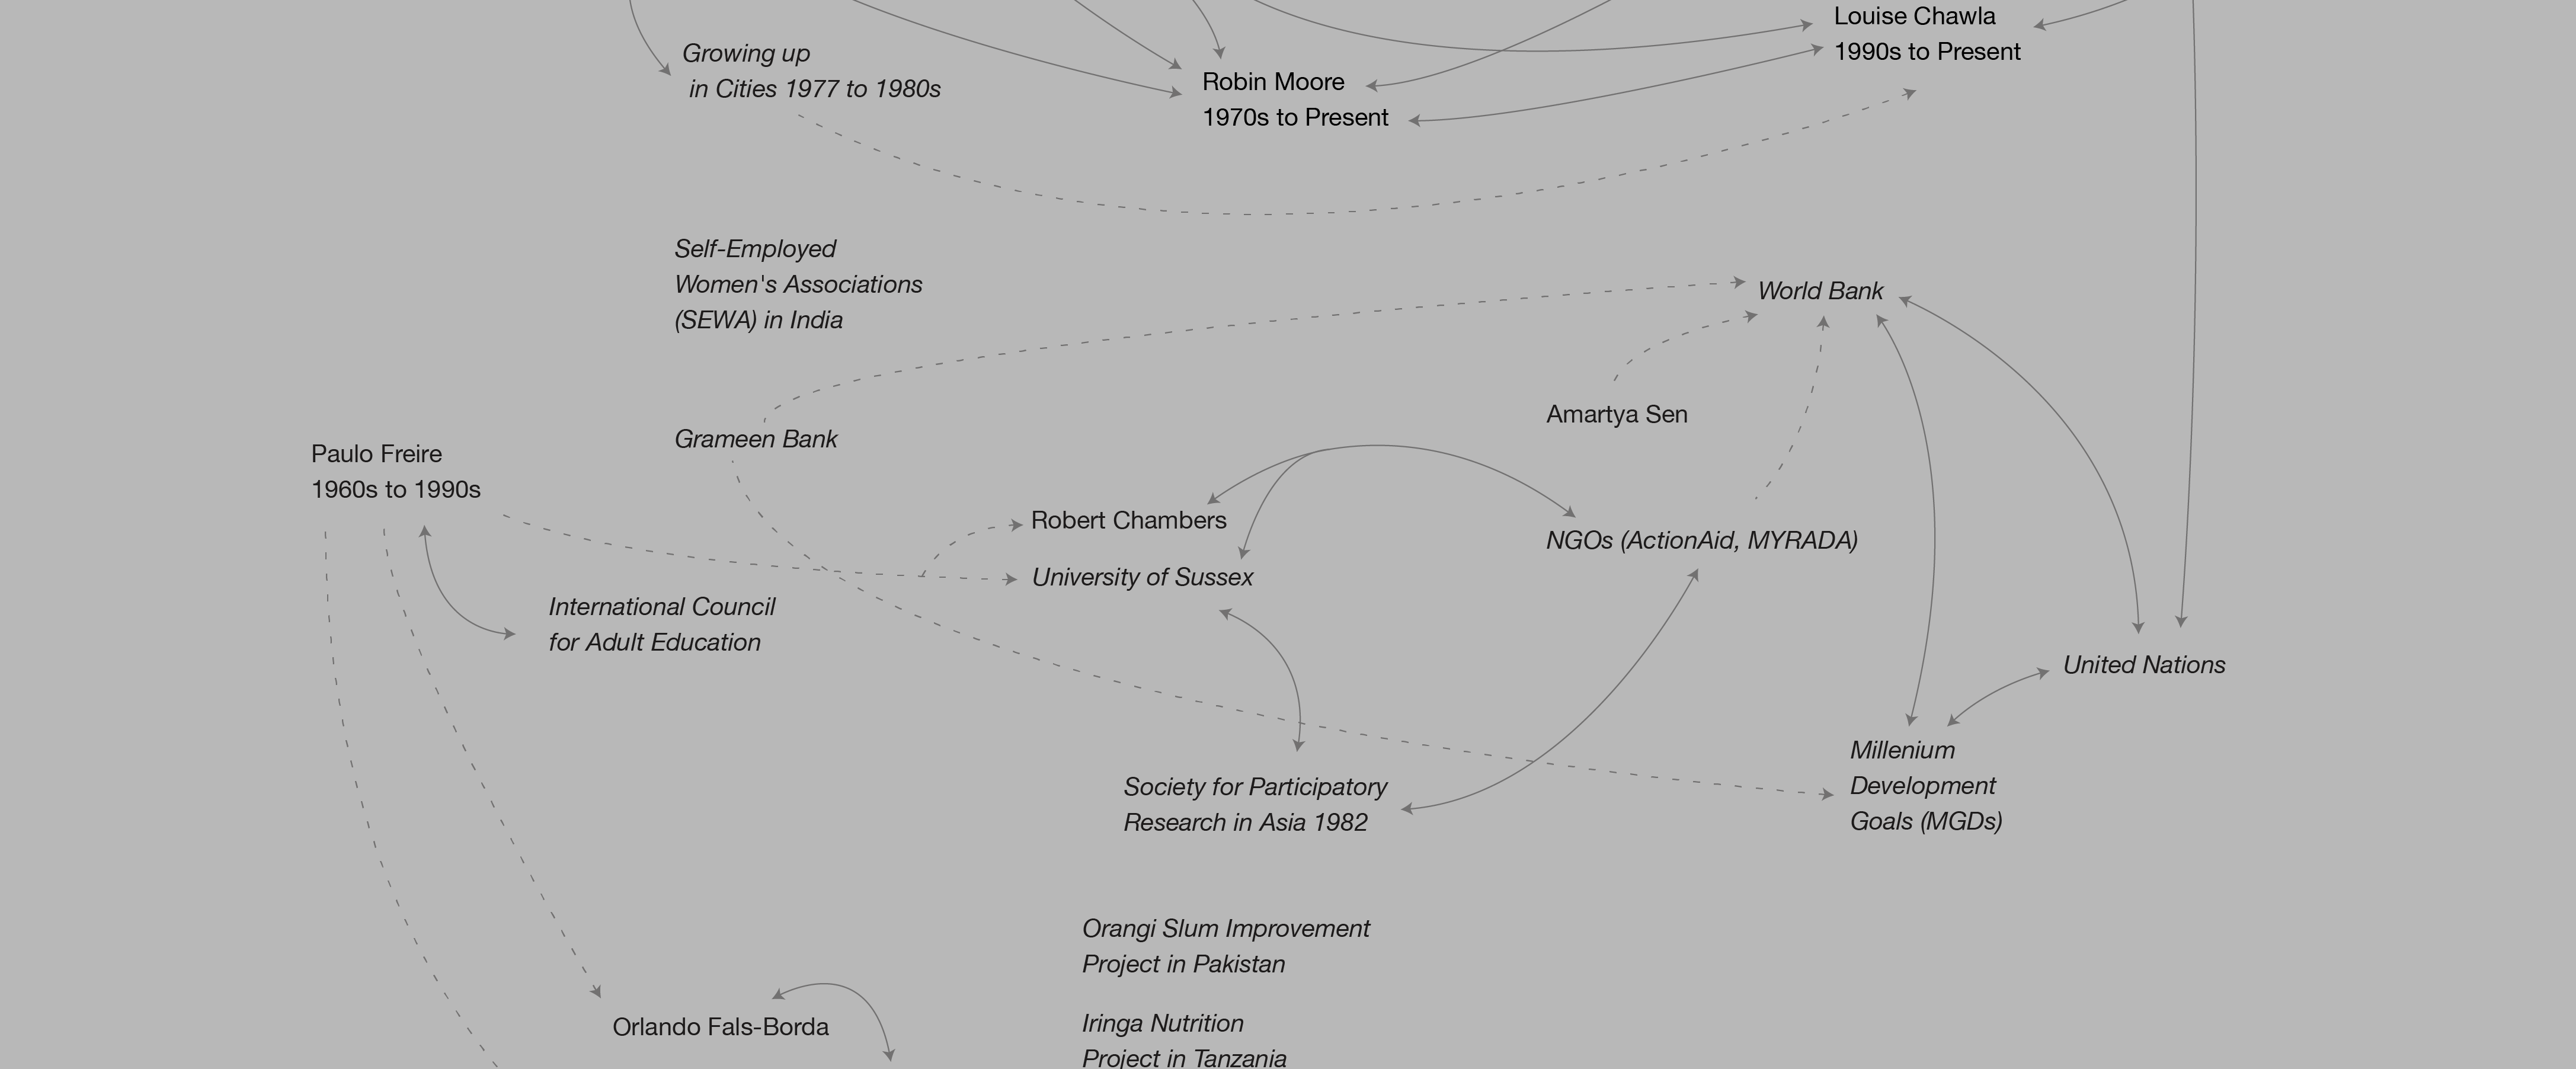 Louise Chawla
1990s to Present
Growing up
in Cities 1977 to 1980s
Robin Moore
1970s to Present
Self-Employed
Women's Associations
(SEWA) in India
World Bank
Amartya Sen
Grameen Bank
Paulo Freire
1960s to 1990s
Robert Chambers
NGOs (ActionAid, MYRADA)
University of Sussex
International Council
for Adult Education
United Nations
Millenium
Development
Goals (MGDs)
Society for Participatory
Research in Asia 1982
Orangi Slum Improvement
Project in Pakistan
Orlando Fals-Borda
Iringa Nutrition
Project in Tanzania